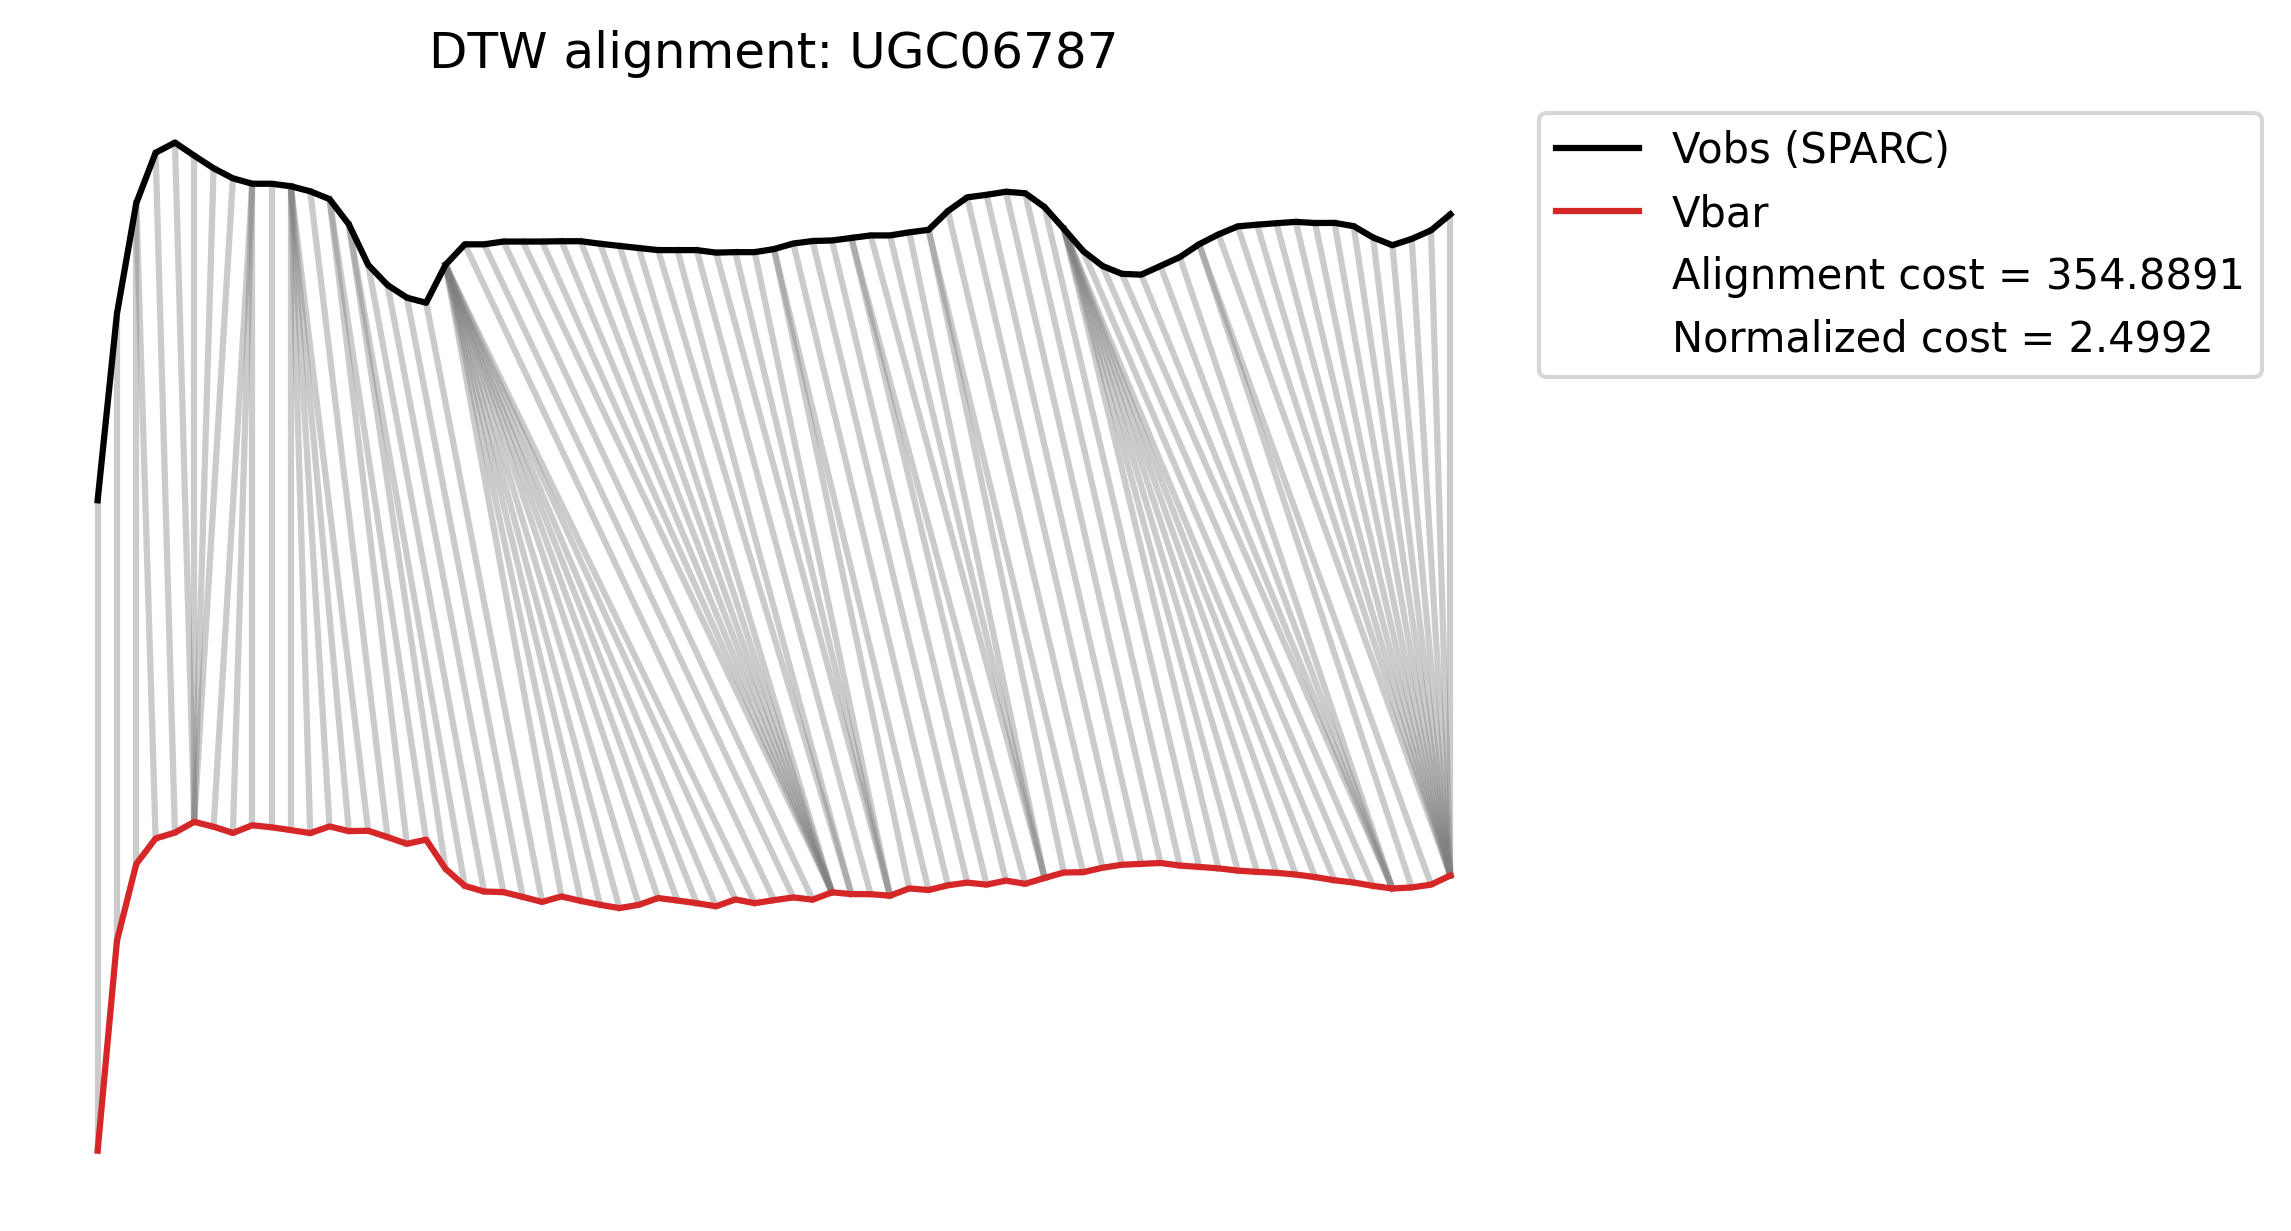 DTW alignment: UGC06787
Vobs (SPARC)
Vbar
Alignment cost = 354.8891
Normalized cost = 2.4992